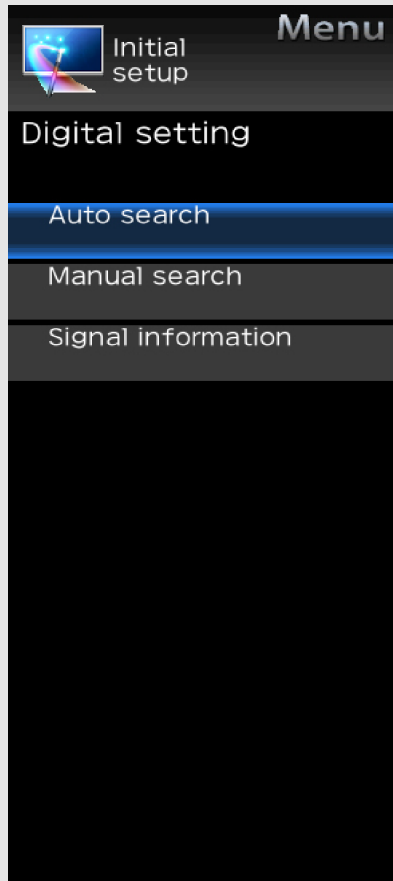 Menu
Initial
setup
Digital setting
Auto search
Manual search
Signal information